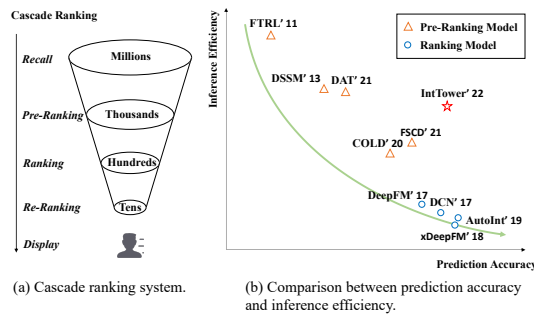 Cascade Ranking
Recall
Millions
Pre-Ranking
Thousands
Ranking
Hundreds
Re-Ranking
Tens
Display
(a) Cascade ranking system.
Inference Efficiency
FTRL’ 11
Pre-Ranking Model
Ranking Model
DSSM’ 13
DAT’ 21
IntTower’ 22
FSCD’ 21
COLD’ 20
DeepFM’ 17
DCN’ 17
AutoInt’ 19
xDeepFM’ 18
Prediction Accuracy
(b) Comparison between prediction accuracy
and inference efficiency.